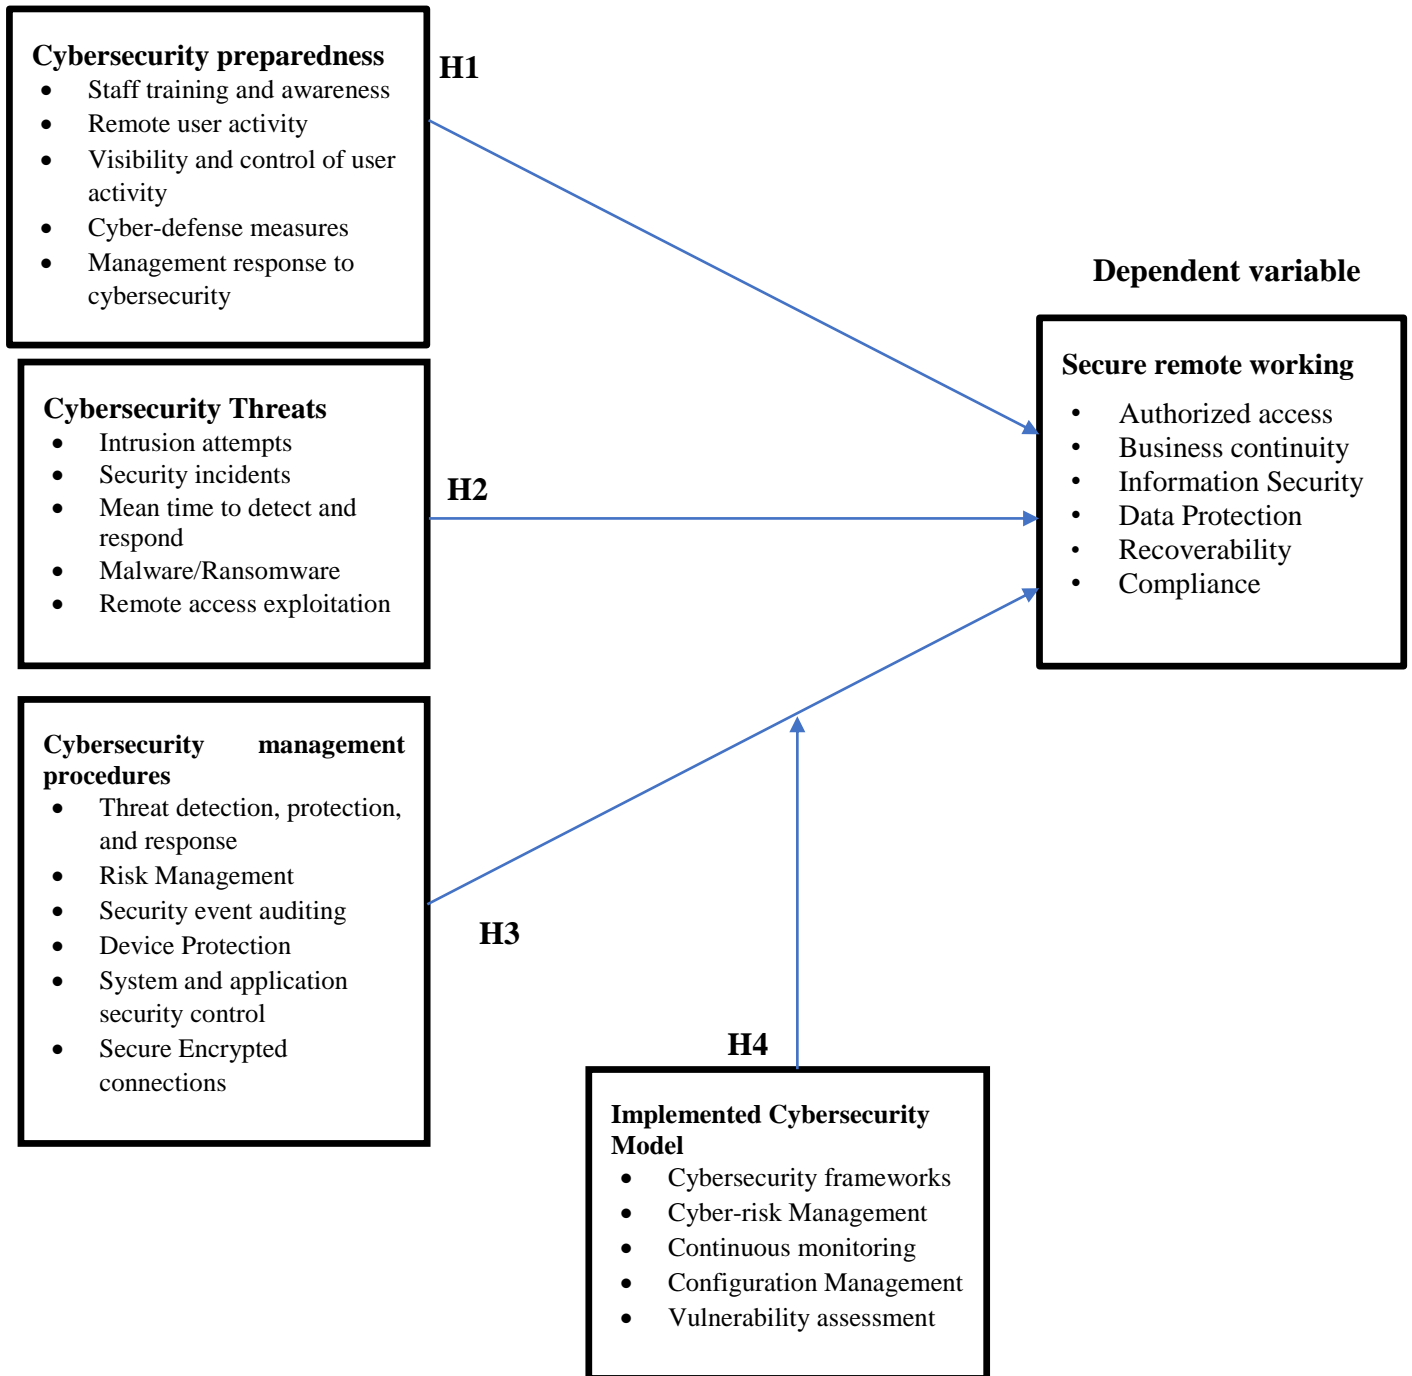 Cybersecurity preparedness
• Staff training and awareness
• Remote user activity
• Visibility and control of user
activity
• Cyber-defense measures
• Management response to
cybersecurity
H1
Cybersecurity Threats
• Intrusion attempts
• Security incidents
• Mean time to detect and
respond
• Malware/Ransomware
• Remote access exploitation
H2
Cybersecurity management
procedures
• Threat detection, protection,
and response
• Risk Management
• Security event auditing
• Device Protection
• System and application
security control
• Secure Encrypted
connections
H3
H4
Implemented Cybersecurity
Model
• Cybersecurity frameworks
• Cyber-risk Management
• Continuous monitoring
• Configuration Management
• Vulnerability assessment
Dependent variable
Secure remote working
• Authorized access
• Business continuity
• Information Security
• Data Protection
• Recoverability
• Compliance